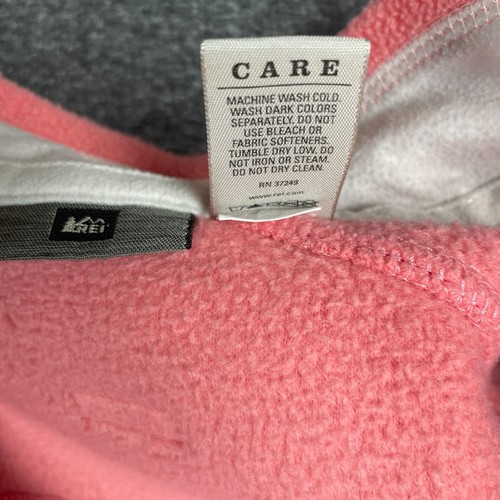 CARE
MACHINE WASH COLD.
WASH DARK COLORS
SEPARATELY. DO NOT
USE BLEACH OR
FABRIC SOFTENERS.
TUMBLE DRY LOW. DO
NOT IRON OR STEAM.
DO NOT DRY CLEAN.
RN 37249
www.rei.com
REI